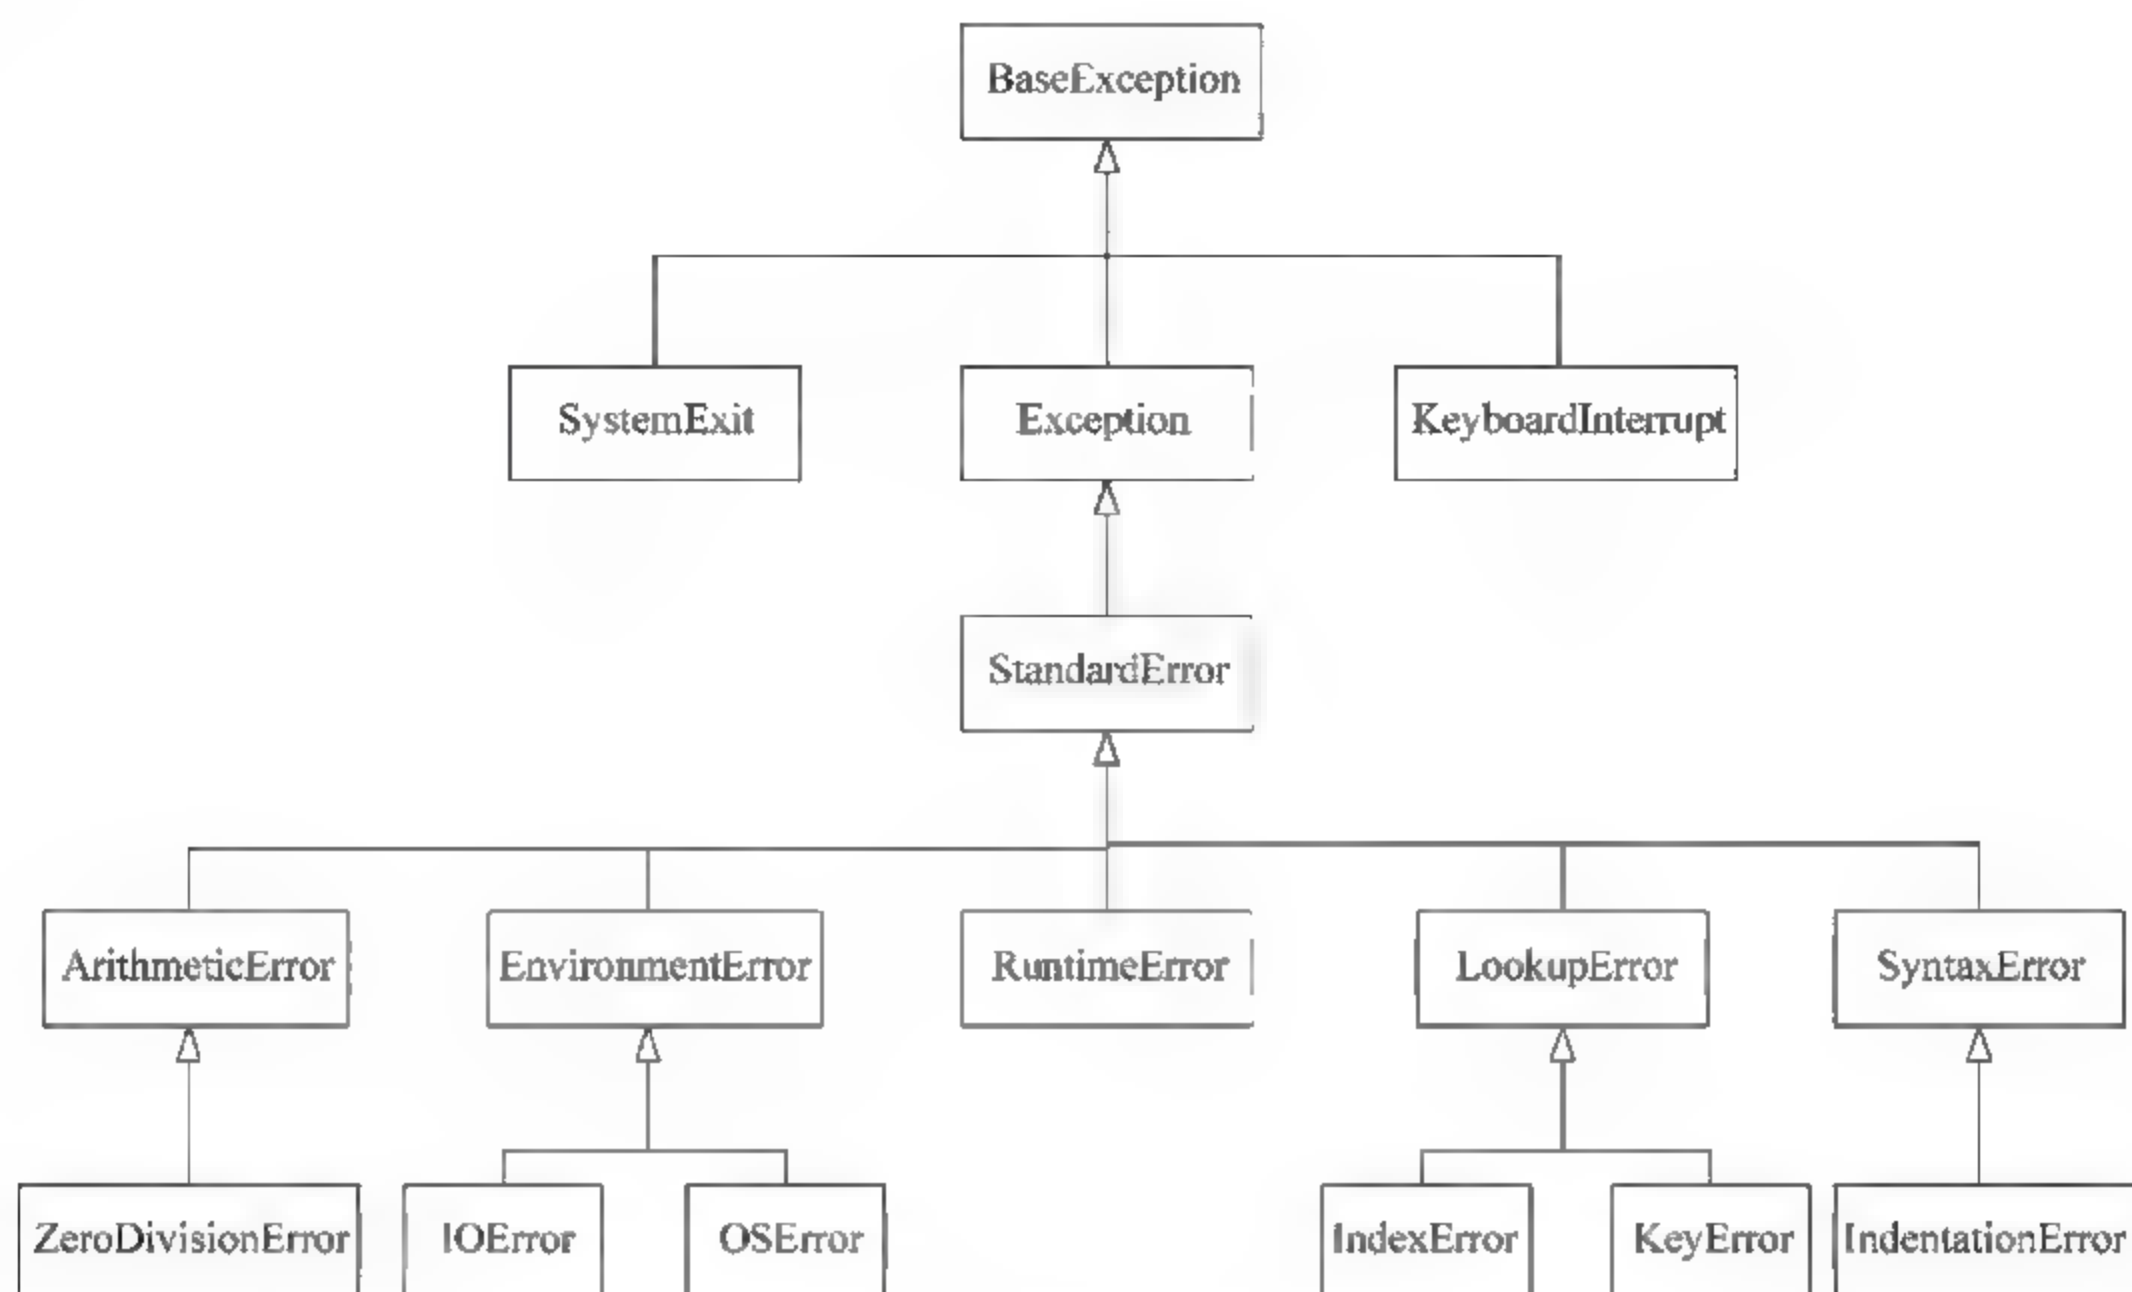 BaseException
SystemExit
Exception
KeyboardInterrupt
StandardError
ArithmeticError
EnvironmentError
RuntimeError
LookupError
SyntaxError
ZeroDivisionError
IOError
OSError
IndexError
KeyError
IndentationError